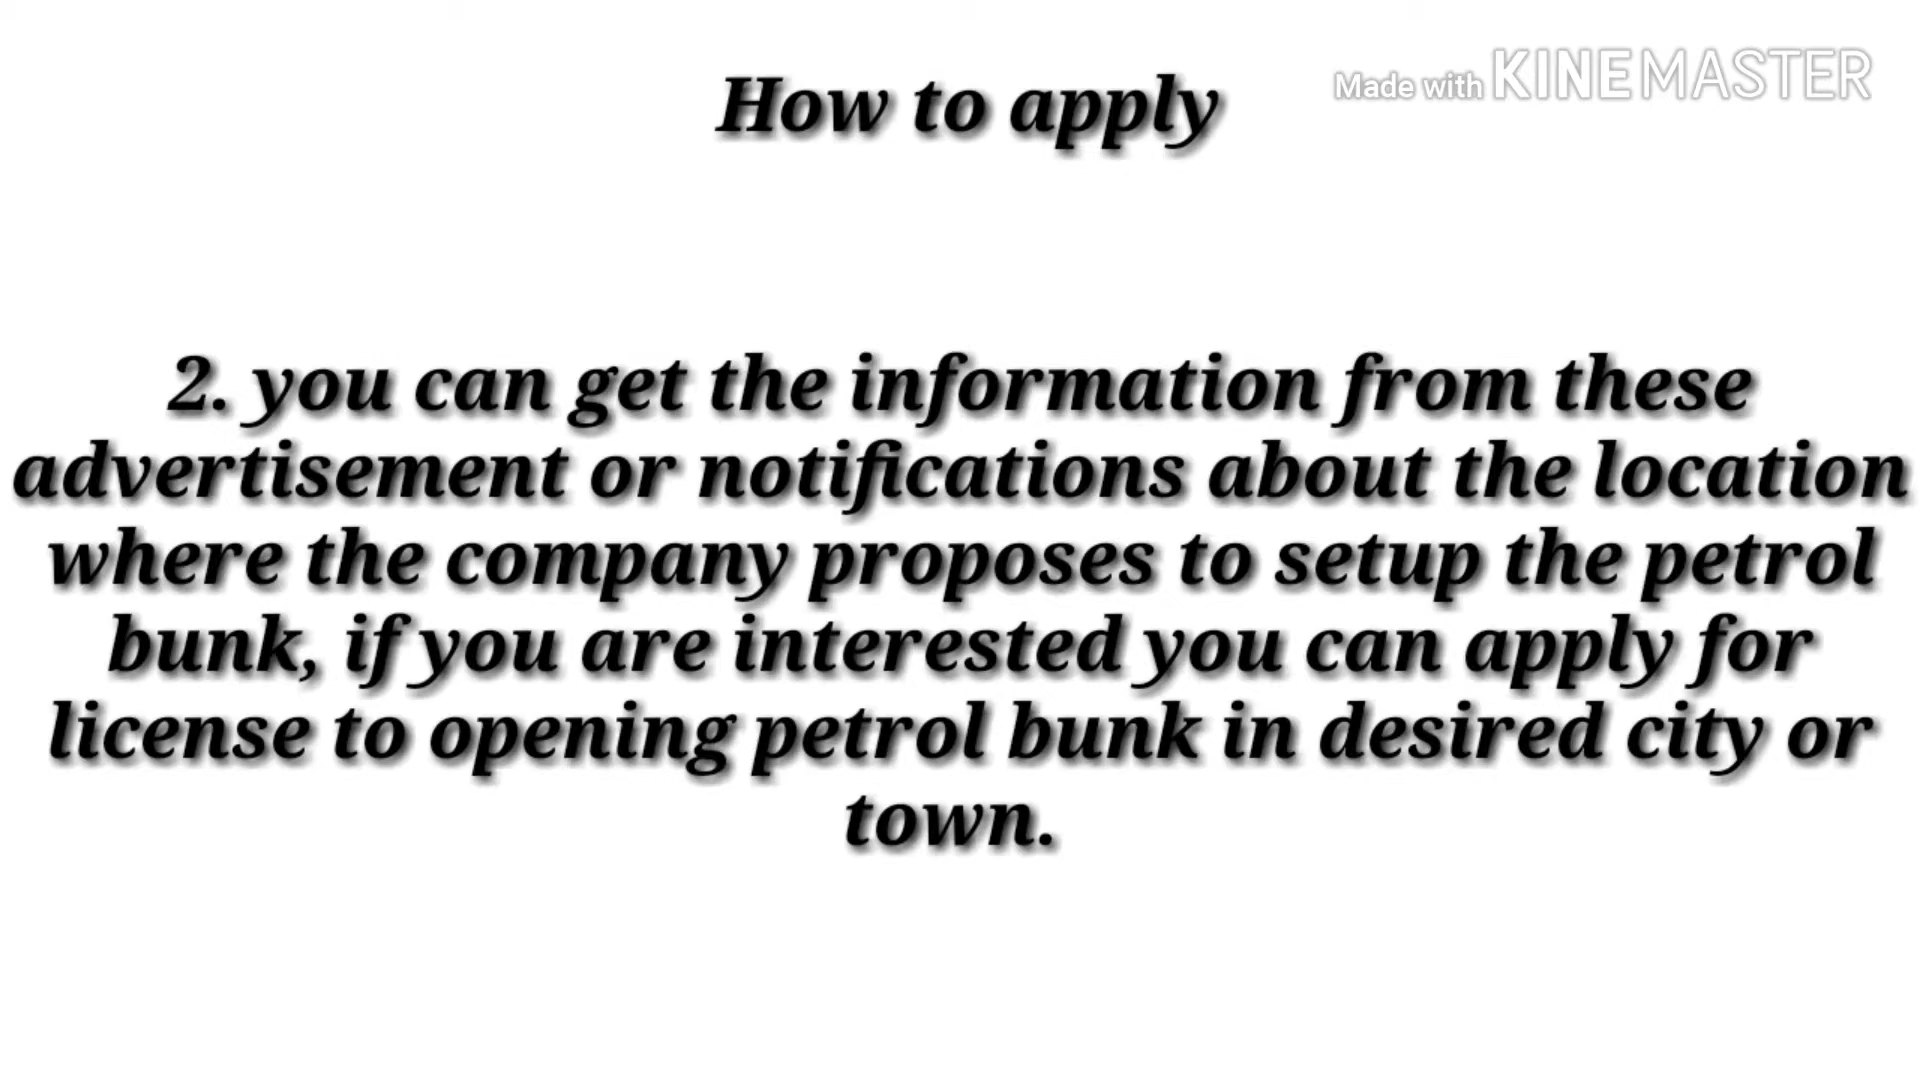 How to apply
Made with KINEMASTER
2. you can get the information from these
advertisement or notifications about the location
where the company proposes to setup the petrol
bunk, if you are interested you can apply for
license to opening petrol bunk in desired city or
town.